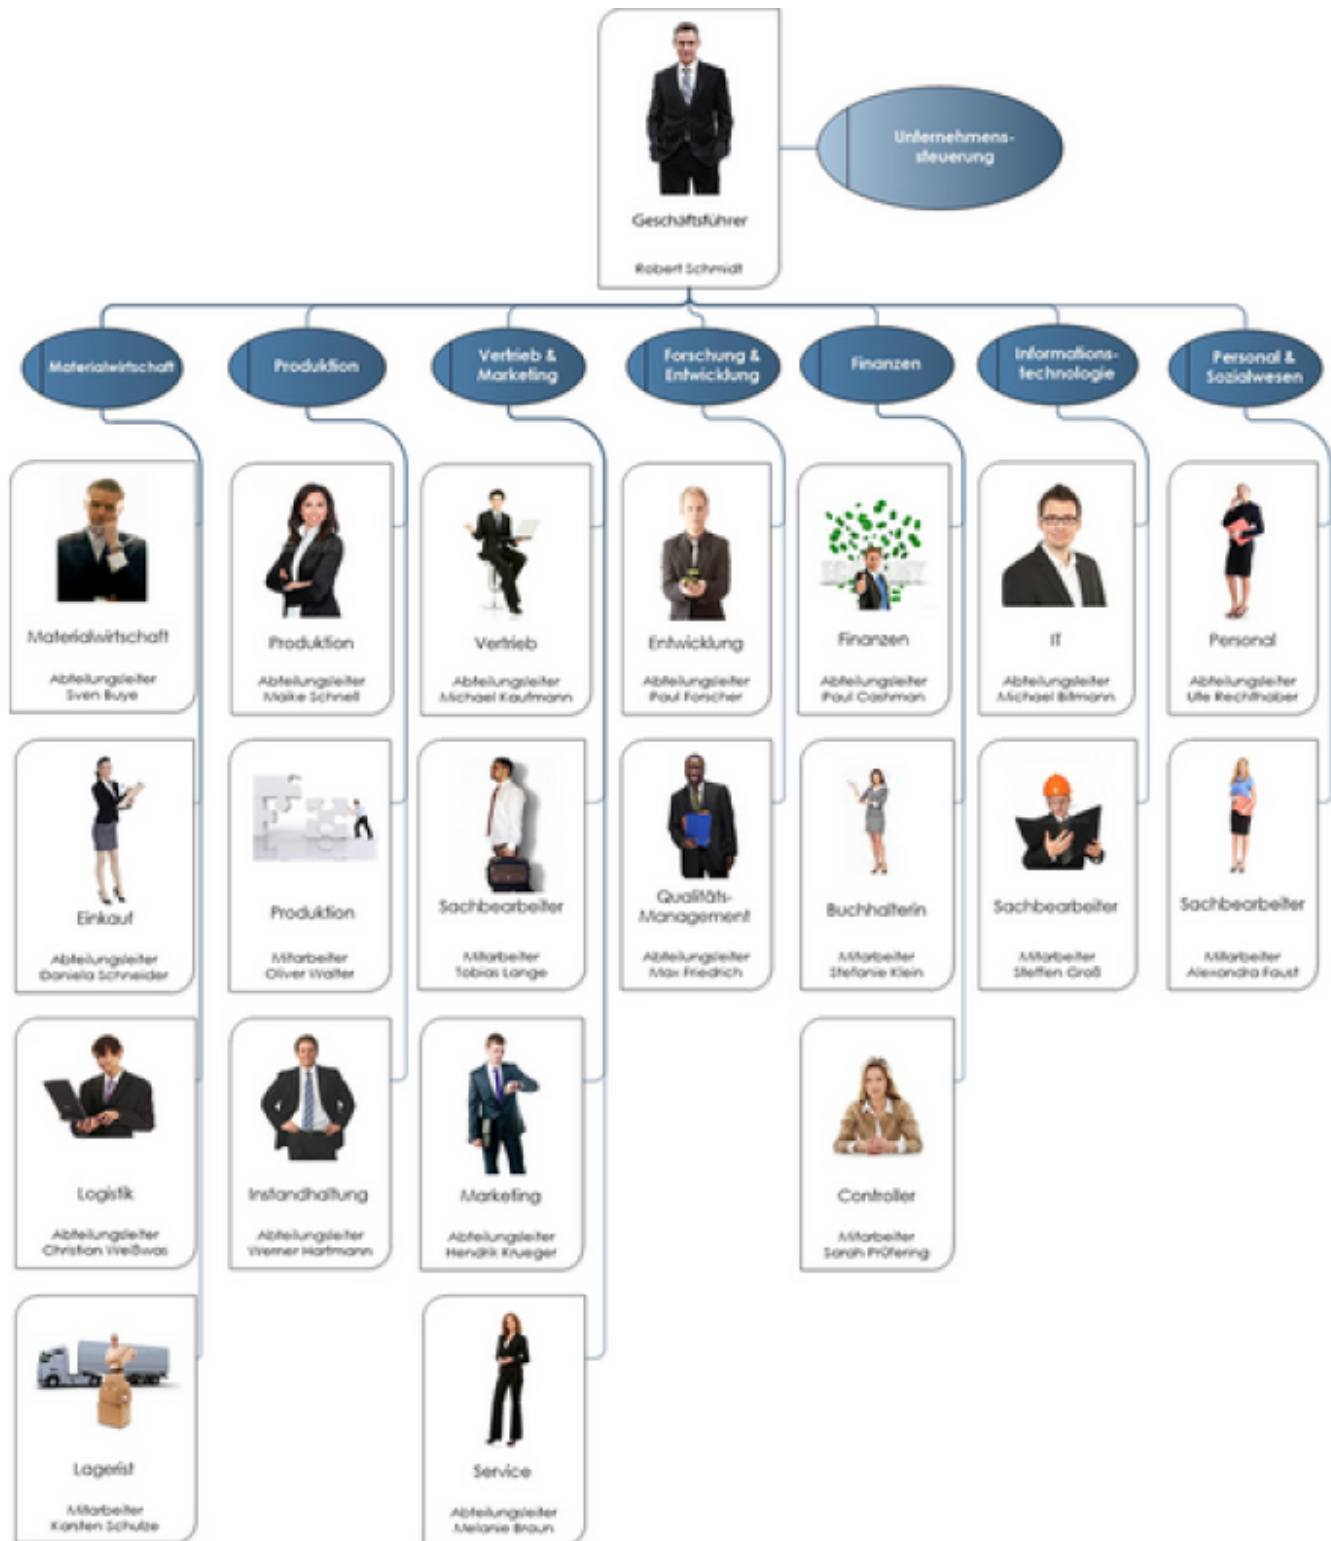 Unternehmens-
steuerung
Geschäftsführer
Robert Schmidt
Materialwirtschaft
Produktion
Vertrieb &
Marketing
Forschung &
Entwicklung
Finanzen
Informations-
technologie
Personal &
Sozialwesen
Materialwirtschaft
Abteilungsleiter
Sven Buye
Produktion
Abteilungsleiter
Maike Schnell
Vertrieb
Abteilungsleiter
Michael Kaufmann
Entwicklung
Abteilungsleiter
Paul Forscher
Finanzen
Abteilungsleiter
Paul Cashman
IT
Abteilungsleiter
Michael Bitmann
Personal
Abteilungsleiter
Ute Rechthaber
Einkauf
Abteilungsleiter
Daniela Schneider
Produktion
Mitarbeiter
Oliver Walter
Sachbearbeiter
Mitarbeiter
Tobias Lange
Qualitäts-
Management
Abteilungsleiter
Max Friedrich
Buchhalterin
Mitarbeiter
Stefanie Klein
Sachbearbeiter
Mitarbeiter
Steffen Groß
Sachbearbeiter
Mitarbeiter
Alexandra Faust
Logistik
Abteilungsleiter
Christian Weißwas
Instandhaltung
Abteilungsleiter
Werner Hartmann
Marketing
Abteilungsleiter
Hendrik Krueger
Controller
Mitarbeiter
Sarah Prüfering
Lagerist
Mitarbeiter
Karsten Schulze
Service
Abteilungsleiter
Melanie Braun